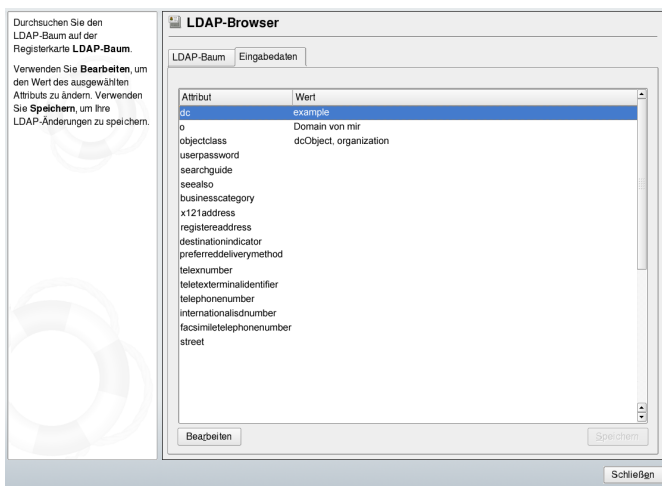 Durchsuchen Sie den
LDAP-Baum auf der
Registerkarte LDAP-Baum.
Verwenden Sie Bearbeiten, um
den Wert des ausgewählten
Attributs zu ändern. Verwenden
Sie Speichern, um Ihre
LDAP-Änderungen zu speichern.
LDAP-Browser
LDAP-Baum Eingabedaten
Attribut Wert
dc example
o Domain von mir
objectclass dcObject, organization
userpassword
searchguide
seealso
businesscategory
x121address
registereaddress
destinationindicator
preferreddeliverymethod
telexnumber
teletexterminalidentifier
telephonenumber
internationalisdnumber
facsimiletelephonenumber
street
Bearbeiten Speichern
Schließen